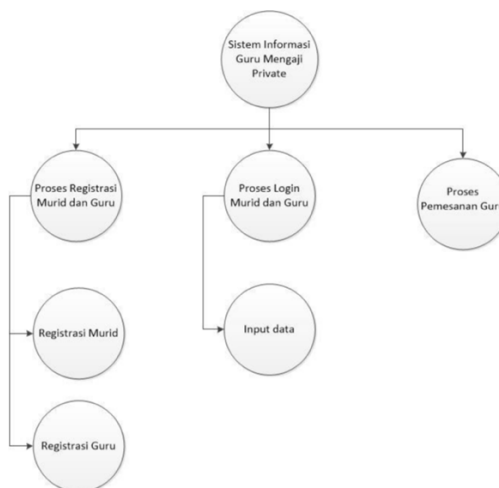 Sistem Informasi
Guru Mengaji
Private
Proses Registrasi
Murid dan Guru
Proses Login
Murid dan Guru
Proses
Pemesanan Guru
Registrasi Murid
Input data
Registrasi Guru